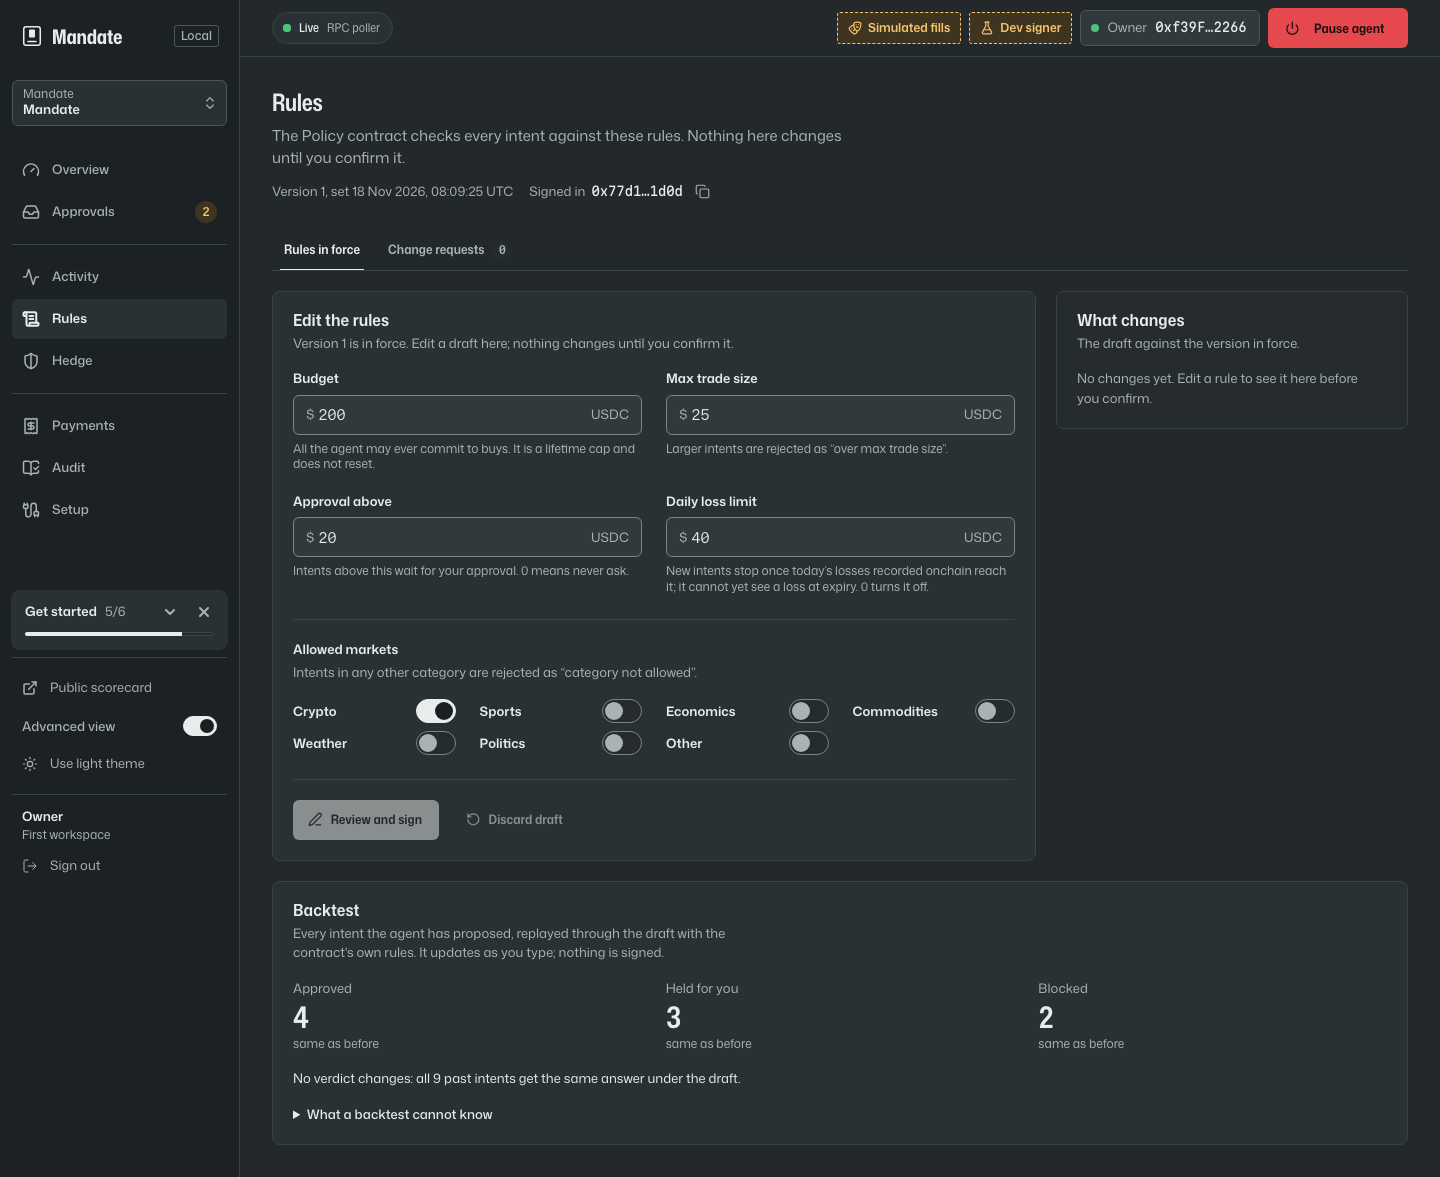 Mandate
Local
Mandate
Mandate
Overview
Approvals
2
Activity
Rules
Hedge
Payments
Audit
Setup
Get started 5/6
Public scorecard
Advanced view
Use light theme
Owner
First workspace
Sign out
Live RPC poller
Simulated fills
Dev signer
Owner 0xf39F…2266
Pause agent
Rules
The Policy contract checks every intent against these rules. Nothing here changes
until you confirm it.
Version 1, set 18 Nov 2026, 08:09:25 UTC Signed in 0x77d1…1d0d
Rules in force
Change requests 0
Edit the rules
Version 1 is in force. Edit a draft here; nothing changes until you confirm it.
Budget
$ 200 USDC
All the agent may ever commit to buys. It is a lifetime cap and
does not reset.
Max trade size
$ 25 USDC
Larger intents are rejected as “over max trade size”.
Approval above
$ 20 USDC
Intents above this wait for your approval. 0 means never ask.
Daily loss limit
$ 40 USDC
New intents stop once today’s losses recorded onchain reach
it; it cannot yet see a loss at expiry. 0 turns it off.
Allowed markets
Intents in any other category are rejected as “category not allowed”.
Crypto
Sports
Economics
Commodities
Weather
Politics
Other
Review and sign
Discard draft
What changes
The draft against the version in force.
No changes yet. Edit a rule to see it here before
you confirm.
Backtest
Every intent the agent has proposed, replayed through the draft with the
contract’s own rules. It updates as you type; nothing is signed.
Approved
4
same as before
Held for you
3
same as before
Blocked
2
same as before
No verdict changes: all 9 past intents get the same answer under the draft.
What a backtest cannot know